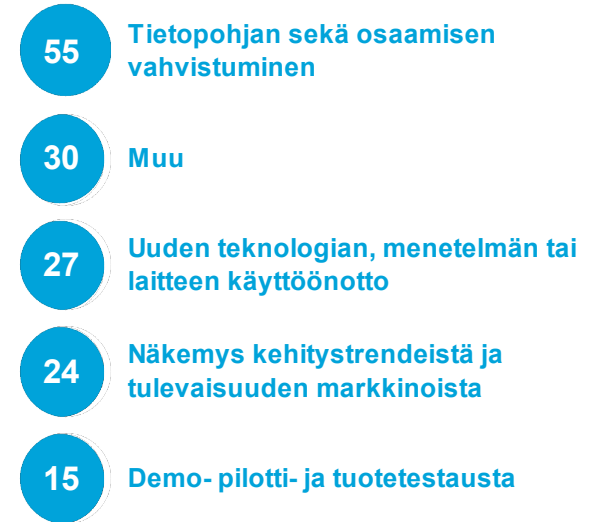 55
Tietopohjan sekä osaamisen
vahvistuminen
30
Muu
27
Uuden teknologian, menetelmän tai
laitteen käyttöönotto
24
Näkemys kehitystrendeistä ja
tulevaisuuden markkinoista
15
Demo- pilotti- ja tuotetestausta